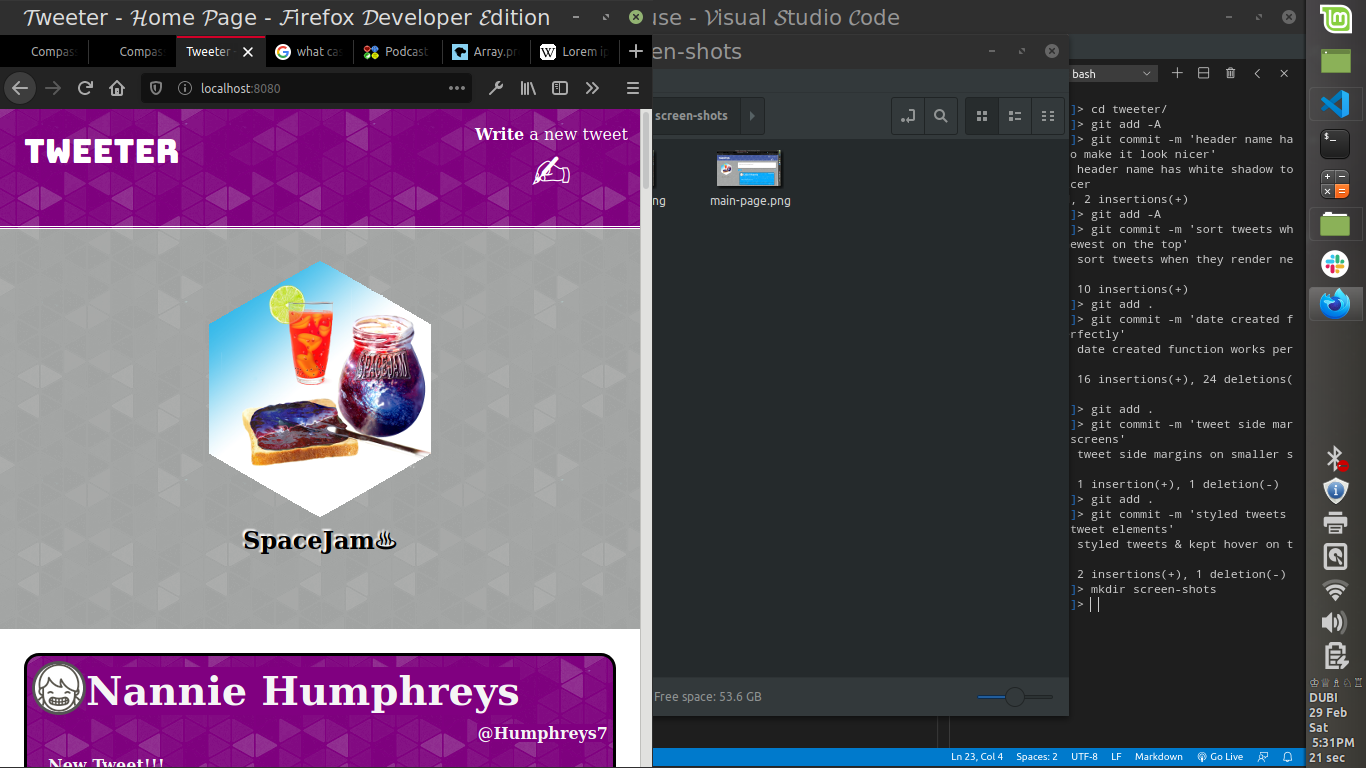 Tweeter - Home Page - Firefox Developer Edition
use - Visual Studio Code
en-shots
Compas
Compas
Tweeter
what ca
Podcast
Array.pr
Lorem ip
localhost:8080
TWEETER
Write a new tweet
SPACEJAM
SpaceJam♨
Nannie Humphreys
@Humphreys7
New Tweet!!!
screen-shots
ng
main-page.png
Free space: 53.6 GB
bash
]> cd tweeter/
]> git add -A
]> git commit -m 'header name ha
o make it look nicer'
header name has white shadow to
cer
, 2 insertions(+)
]> git add -A
]> git commit -m 'sort tweets wh
ewest on the top'
sort tweets when they render ne
10 insertions(+)
]> git add .
]> git commit -m 'date created f
rfectly'
date created function works per
16 insertions(+), 24 deletions(
]> git add .
]> git commit -m 'tweet side mar
screens'
tweet side margins on smaller s
1 insertion(+), 1 deletion(-)
]> git add .
]> git commit -m 'styled tweets
tweet elements'
styled tweets & kept hover on t
2 insertions(+), 1 deletion(-)
]> mkdir screen-shots
]>
Ln 23, Col 4
Spaces: 2
UTF-8
LF
Markdown
Go Live
DUBI
29 Feb
Sat
5:31PM
21 sec